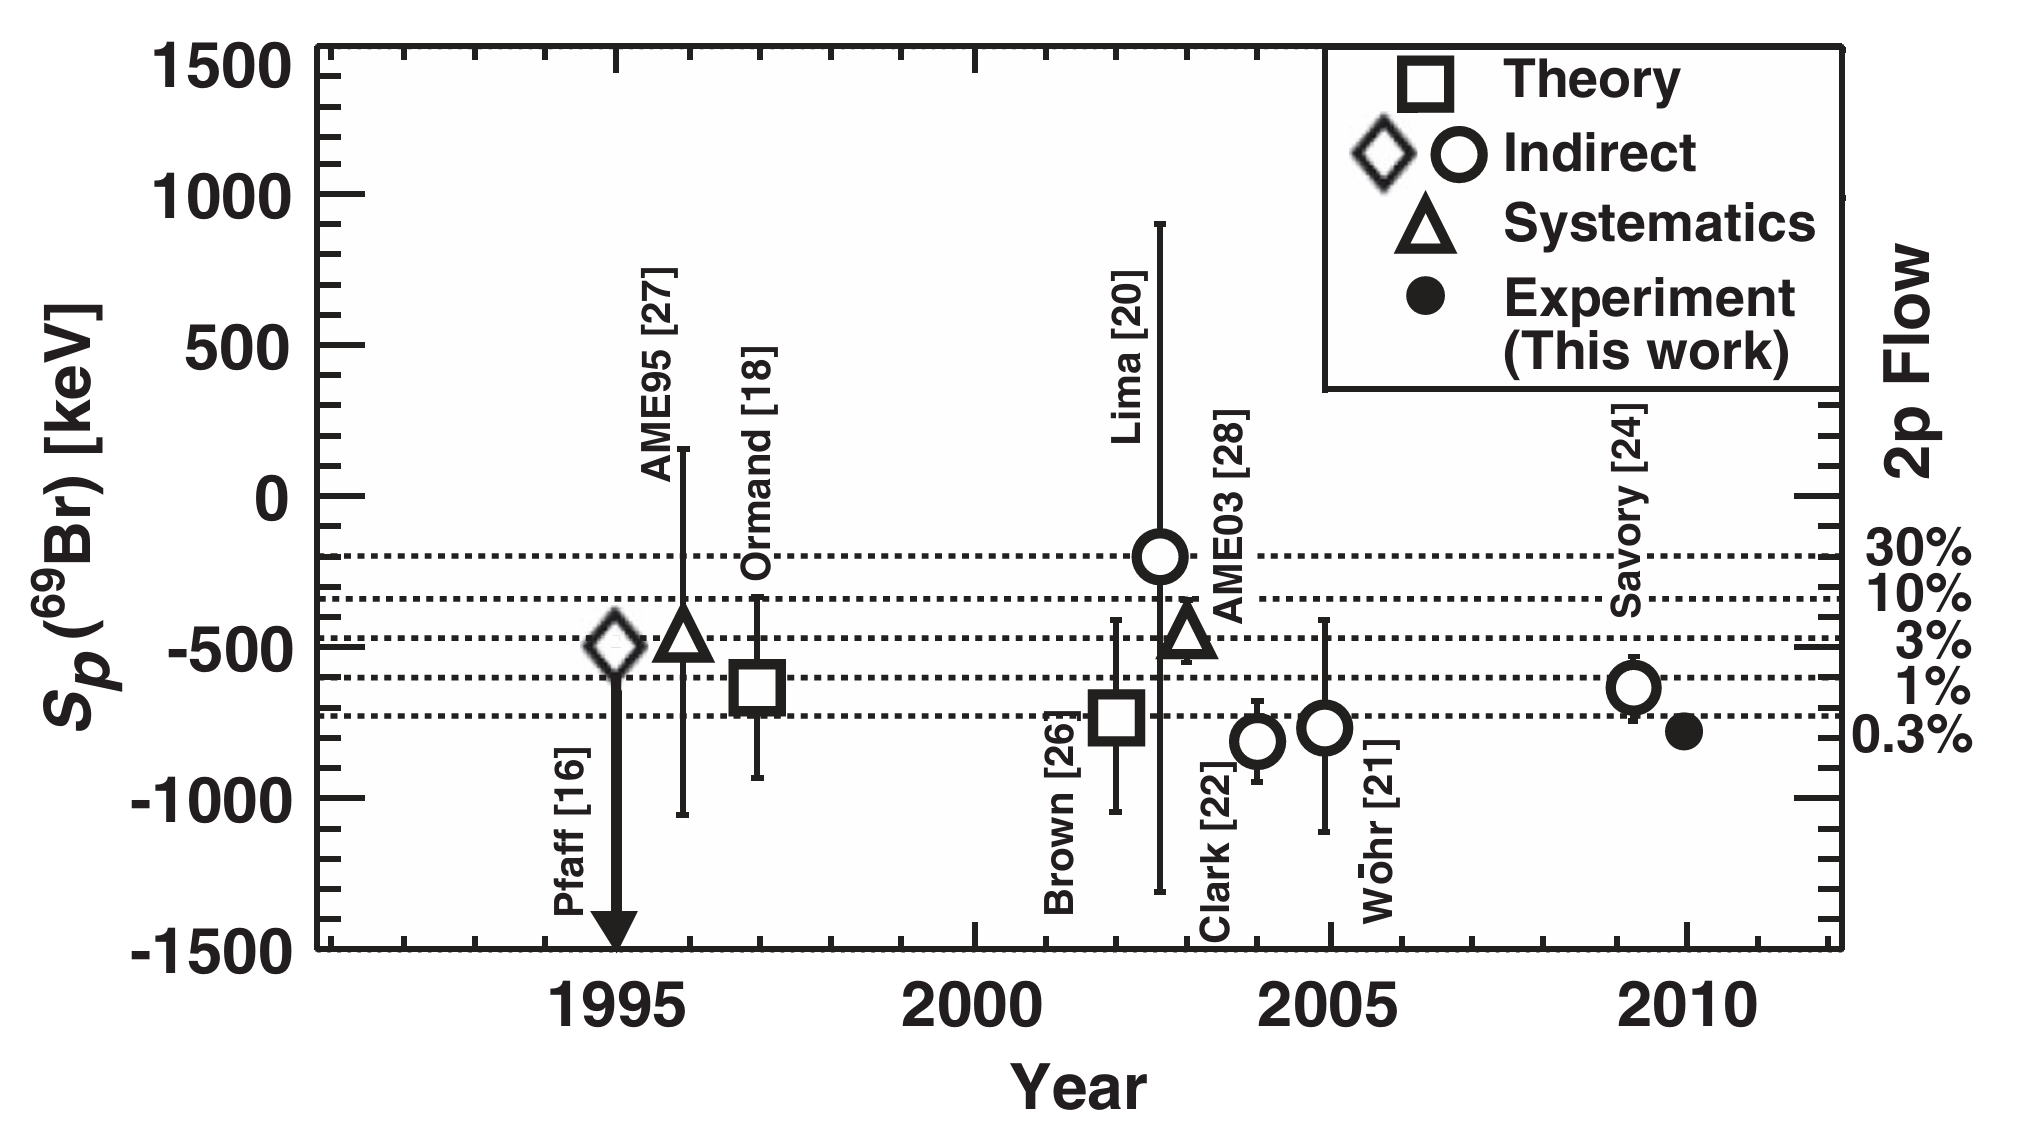 1500
1000
500
0
-500
-1000
-1500
Sp(69Br) [keV]
Theory
Indirect
Systematics
Experiment
(This work)
Pfaff [16]
AME95 [27]
Ormand [18]
Brown [26]
Lima [20]
AME03 [28]
Clark [22]
Wöhr [21]
Savory [24]
2p Flow
30%
10%
3%
1%
0.3%
1995 2000 2005 2010
Year